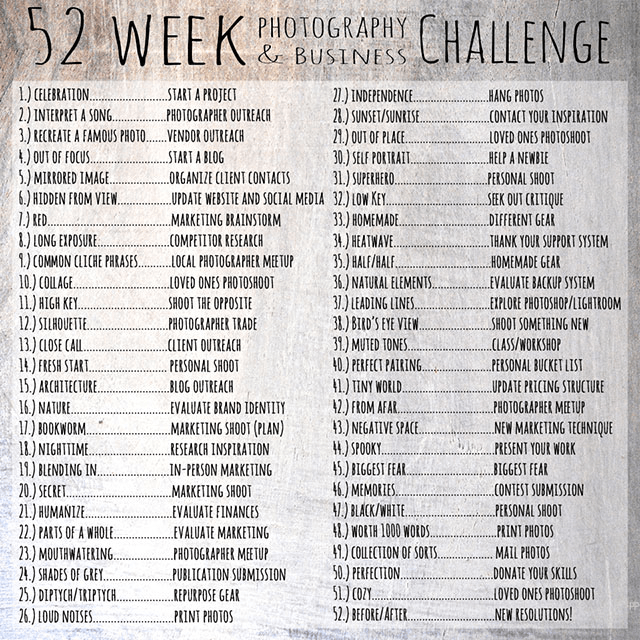 52 WEEK PHOTOGRAPHY & BUSINESS CHALLENGE
1.) CELEBRATION..........................START A PROJECT
2.) INTERPRET A SONG..................PHOTOGRAPHER OUTREACH
3.) RECREATE A FAMOUS PHOTO......VENDOR OUTREACH
4.) OUT OF FOCUS..........................START A BLOG
5.) MIRRORED IMAGE....................ORGANIZE CLIENT CONTACTS
6.) HIDDEN FROM VIEW..................UPDATE WEBSITE AND SOCIAL MEDIA
7.) RED.........................................MARKETING BRAINSTORM
8.) LONG EXPOSURE........................COMPETITOR RESEARCH
9.) COMMON CLICHE PHRASES...........LOCAL PHOTOGRAPHER MEETUP
10.) COLLAGE................................LOVED ONES PHOTOSHOOT
11.) HIGH KEY................................SHOOT THE OPPOSITE
12.) SILHOUETTE............................PHOTOGRAPHER TRADE
13.) CLOSE CALL............................CLIENT OUTREACH
14.) FRESH START...........................PERSONAL SHOOT
15.) ARCHITECTURE.........................BLOG OUTREACH
16.) NATURE..................................EVALUATE BRAND IDENTITY
17.) BOOKWORM..............................MARKETING SHOOT (PLAN)
18.) NIGHTTIME..............................RESEARCH INSPIRATION
19.) BLENDING IN...........................IN-PERSON MARKETING
20.) SECRET...................................MARKETING SHOOT
21.) HUMANIZE................................EVALUATE FINANCES
22.) PARTS OF A WHOLE....................EVALUATE MARKETING
23.) MOUTHWATERING......................PHOTOGRAPHER MEETUP
24.) SHADES OF GREY.......................PUBLICATION SUBMISSION
25.) DIPTYCH/TRIPTYCH...................REPURPOSE GEAR
26.) LOUD NOISES...........................PRINT PHOTOS
27.) INDEPENDENCE.........................HANG PHOTOS
28.) SUNSET/SUNRISE......................CONTACT YOUR INSPIRATION
29.) OUT OF PLACE..........................LOVED ONES PHOTOSHOOT
30.) SELF PORTRAIT........................HELP A NEWBIE
31.) SUPERHERO..............................PERSONAL SHOOT
32.) LOW KEY..................................SEEK OUT CRITIQUE
33.) HOMEMADE...............................DIFFERENT GEAR
34.) HEATWAVE................................THANK YOUR SUPPORT SYSTEM
35.) HALF/HALF..............................HOMEMADE GEAR
36.) NATURAL ELEMENTS...................EVALUATE BACKUP SYSTEM
37.) LEADING LINES.........................EXPLORE PHOTOSHOP/LIGHTROOM
38.) BIRD'S EYE VIEW.......................SHOOT SOMETHING NEW
39.) MUTED TONES...........................CLASS/WORKSHOP
40.) PERFECT PAIRING......................PERSONAL BUCKET LIST
41.) TINY WORLD.............................UPDATE PRICING STRUCTURE
42.) FROM AFAR..............................PHOTOGRAPHER MEETUP
43.) NEGATIVE SPACE.......................NEW MARKETING TECHNIQUE
44.) SPOOKY...................................PRESENT YOUR WORK
45.) BIGGEST FEAR..........................BIGGEST FEAR
46.) MEMORIES................................CONTEST SUBMISSION
47.) BLACK/WHITE...........................PERSONAL SHOOT
48.) WORTH 1000 WORDS...................PRINT PHOTOS
49.) COLLECTION OF SORTS................MAIL PHOTOS
50.) PERFECTION.............................DONATE YOUR SKILLS
51.) COZY......................................LOVED ONES PHOTOSHOOT
52.) BEFORE/AFTER..........................NEW RESOLUTIONS!